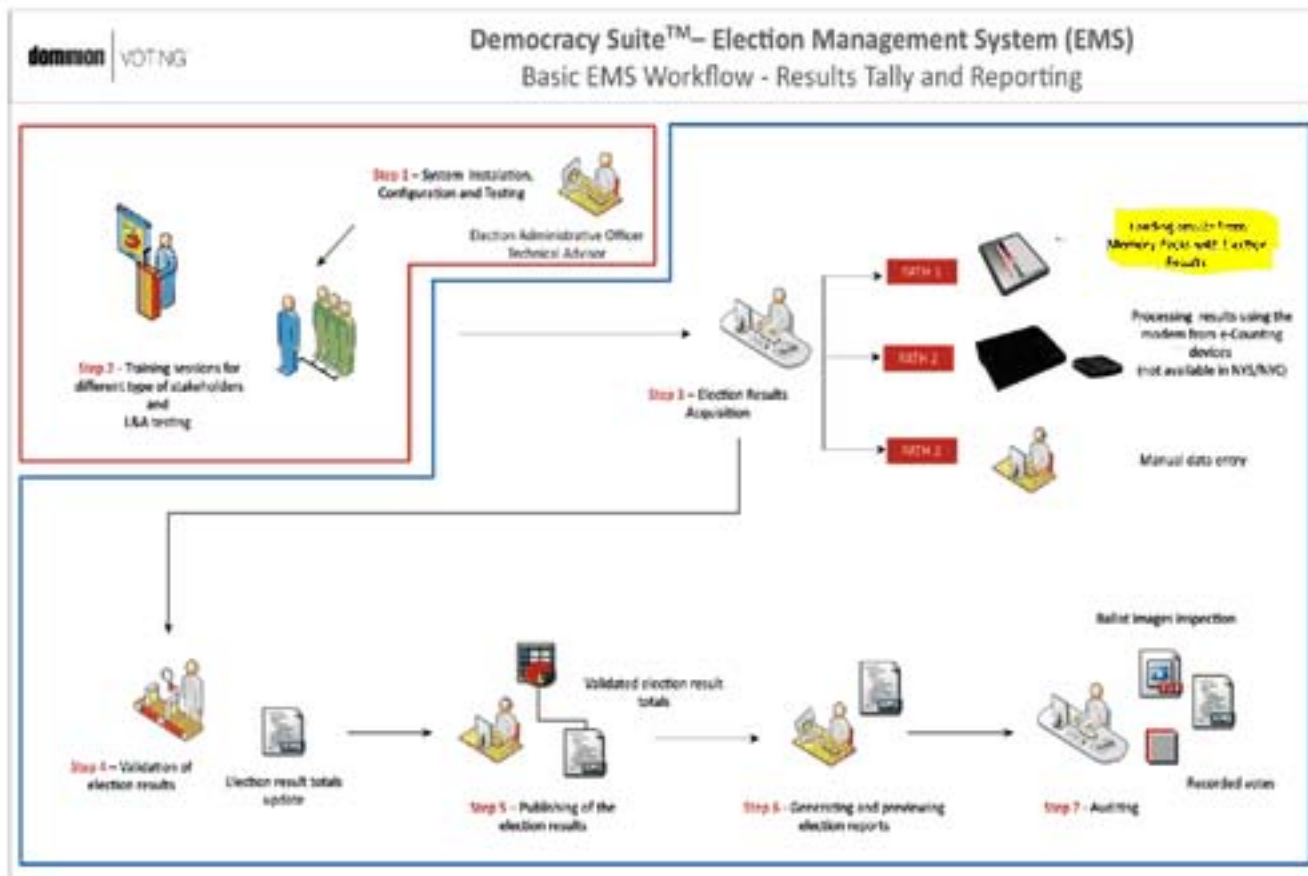 dominion VOTING
Democracy Suite™– Election Management System (EMS)
Basic EMS Workflow - Results Tally and Reporting
Step 1 – System Instalation,
Configuration and Testing
Election Administrative Officer
Technical Advisor
Step 2 - Training sessions for
different type of stakeholders
and
L&A testing
Step 3 – Election Results
Acquisition
PATH 1
Loading results from
Memory Packs with Election
Results
PATH 2
Processing results using the
modem from e-Counting
devices
(not available in NYS/NYC)
PATH 3
Manual data entry
Step 4 – Validation of
election results
Election result totals
update
Step 5 - Publishing of the
election results
Validated election result
totals
Step 6 - Generating and previewing
election reports
Ballot images inspection
Recorded votes
Step 7 - Auditing